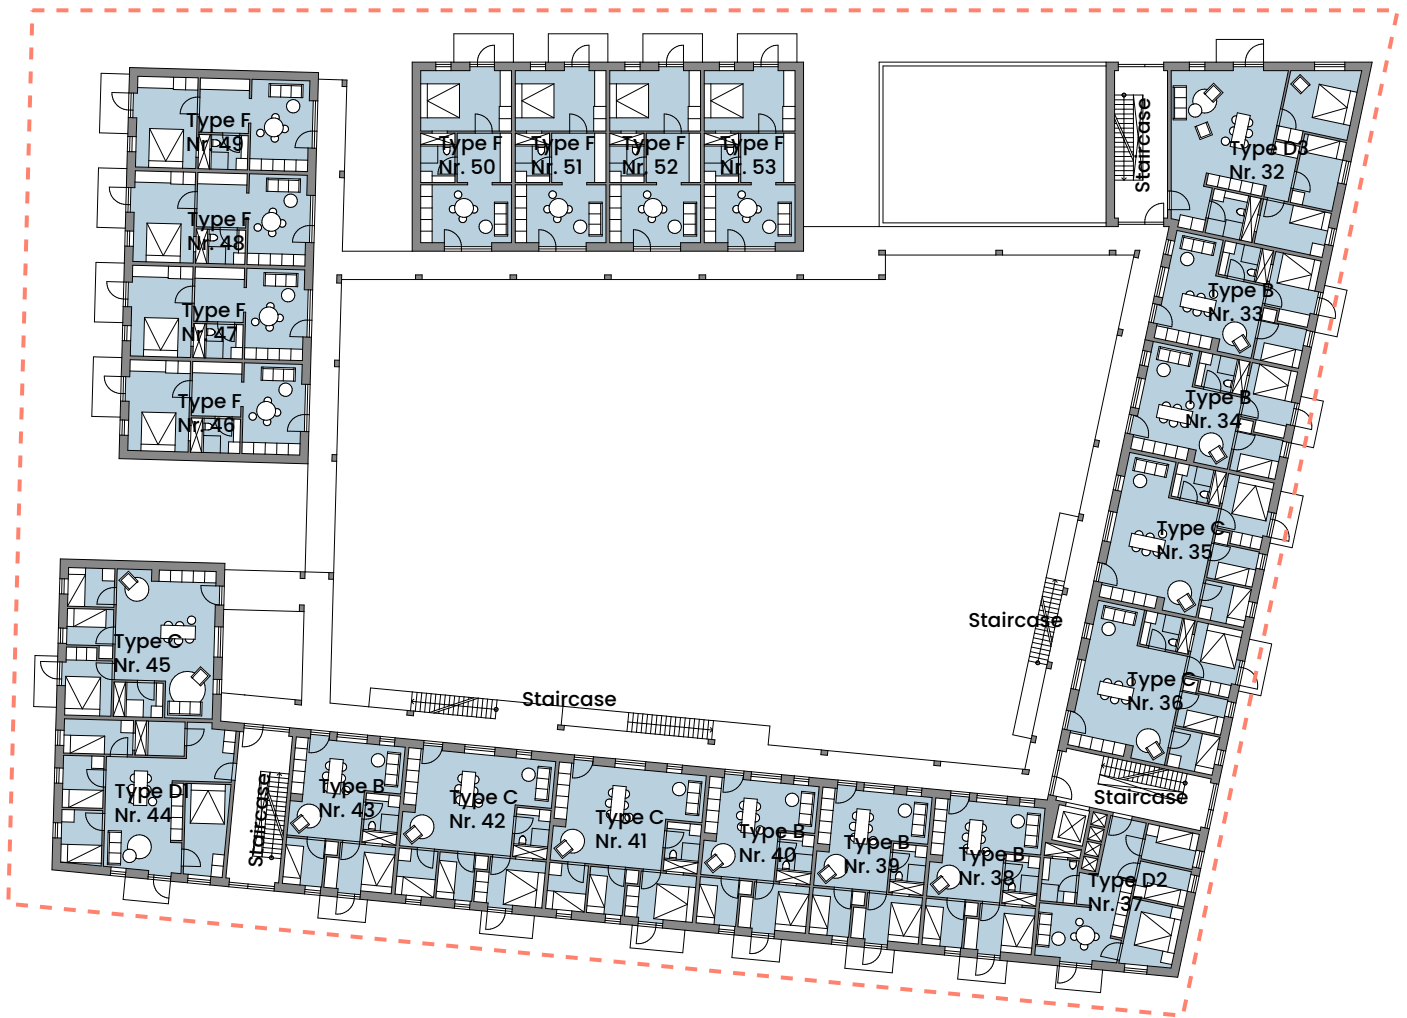 Type F
Nr. 49
Type F
Nr. 48
Type F
Nr. 47
Type F
Nr. 46
Type F
Nr. 50
Type F
Nr. 51
Type F
Nr. 52
Type F
Nr. 53
Staircase
Type D3
Nr. 32
Type B
Nr. 33
Type B
Nr. 34
Type C
Nr. 35
Type C
Nr. 36
Staircase
Staircase
Type C
Nr. 45
Type D1
Nr. 44
Staircase
Type B
Nr. 43
Type C
Nr. 42
Type C
Nr. 41
Type B
Nr. 40
Type B
Nr. 39
Type B
Nr. 38
Staircase
Type D2
Nr. 37